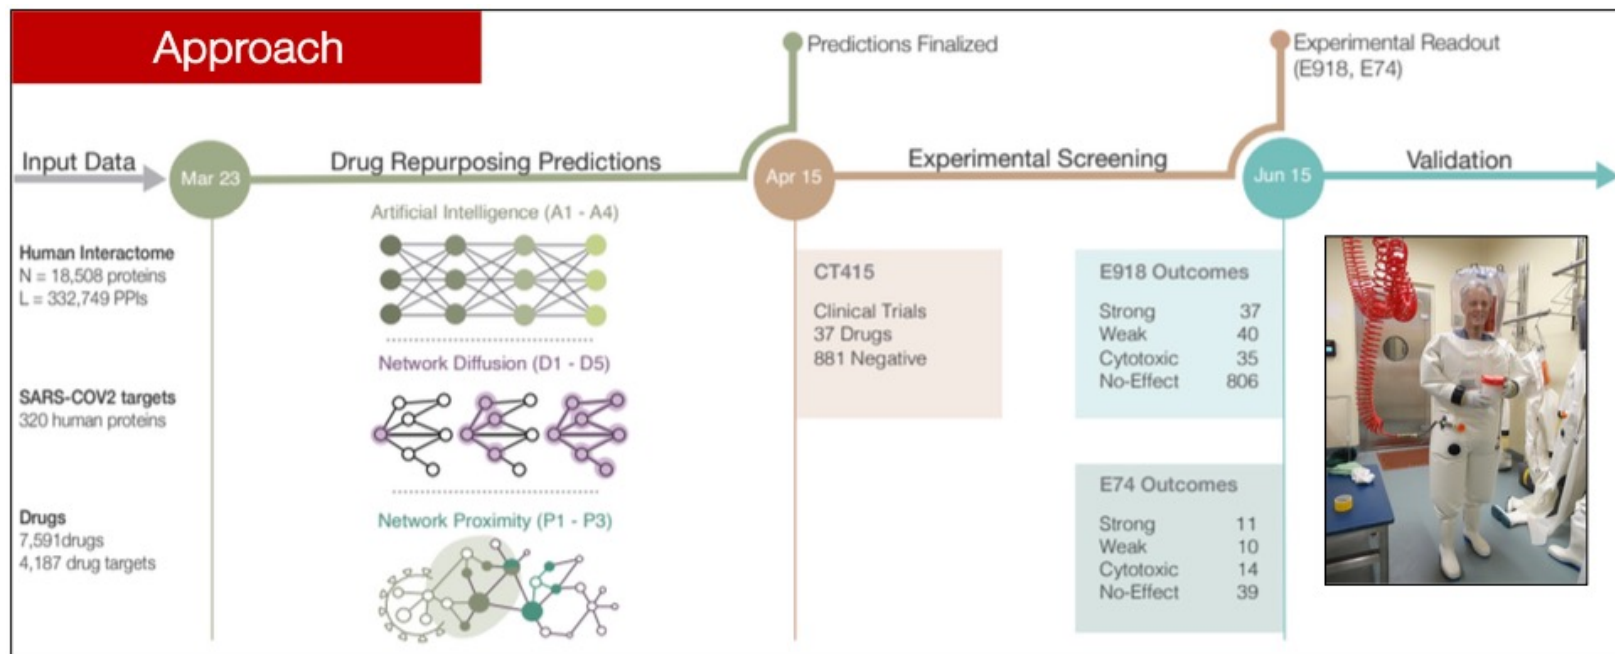 Approach
Predictions Finalized
Experimental Readout
(E918, E74)
Input Data
Mar 23
Drug Repurposing Predictions
Apr 15
Experimental Screening
Jun 15
Validation
Human Interactome
N = 18,508 proteins
L = 332,749 PPIs
SARS-COV2 targets
320 human proteins
Drugs
7,591drugs
4,187 drug targets
Artificial Intelligence (A1 - A4)
Network Diffusion (D1 - D5)
Network Proximity (P1 - P3)
CT415
Clinical Trials
37 Drugs
881 Negative
E918 Outcomes
Strong 37
Weak 40
Cytotoxic 35
No-Effect 806
E74 Outcomes
Strong 11
Weak 10
Cytotoxic 14
No-Effect 39